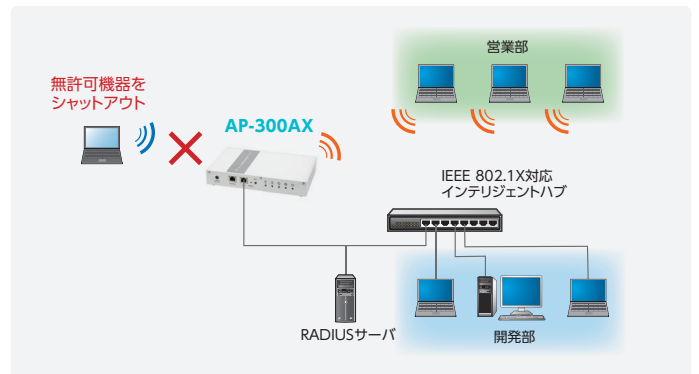 営業部
無許可機器を
シャットアウト
AP-300AX
IEEE 802.1X対応
インテリジェントハブ
RADIUSサーバ
開発部